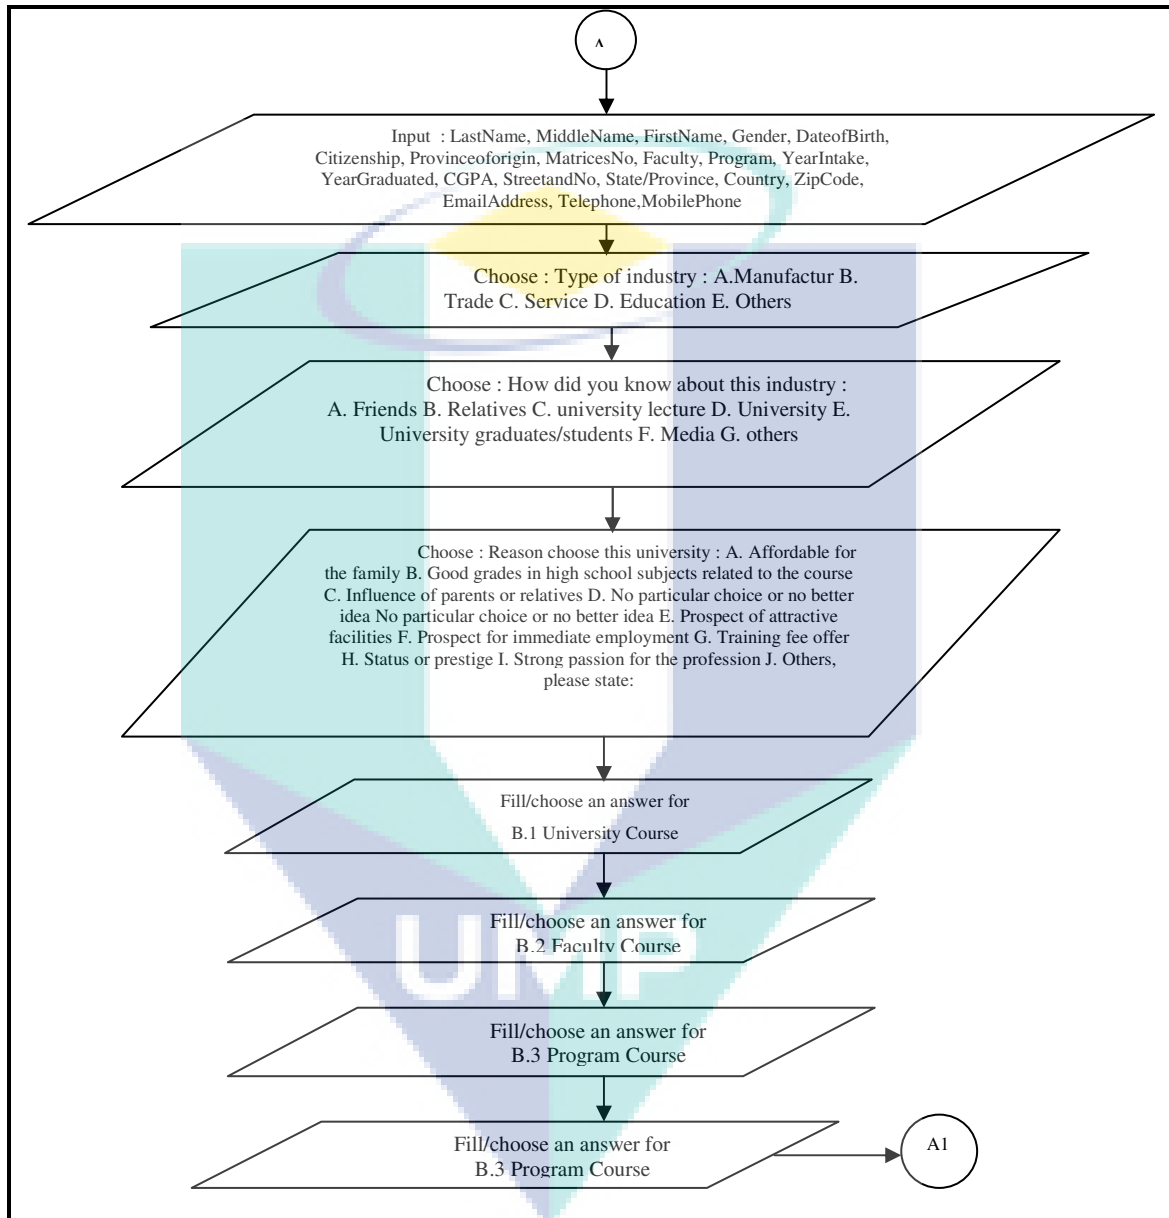 A
Input : LastName, MiddleName, FirstName, Gender, DateofBirth,
Citizenship, Provinceoforigin, MatricesNo, Faculty, Program, YearIntake,
YearGraduated, CGPA, StreetandNo, State/Province, Country, ZipCode,
EmailAddress, Telephone,MobilePhone
Choose : Type of industry : A.Manufactur B.
Trade C. Service D. Education E. Others
Choose : How did you know about this industry :
A. Friends B. Relatives C. university lecture D. University E.
University graduates/students F. Media G. others
Choose : Reason choose this university : A. Affordable for
the family B. Good grades in high school subjects related to the course
C. Influence of parents or relatives D. No particular choice or no better
idea No particular choice or no better idea E. Prospect of attractive
facilities F. Prospect for immediate employment G. Training fee offer
H. Status or prestige I. Strong passion for the profession J. Others,
please state:
Fill/choose an answer for
B.1 University Course
Fill/choose an answer for
B.2 Faculty Course
UMP
Fill/choose an answer for
B.3 Program Course
Fill/choose an answer for
B.3 Program Course
A1